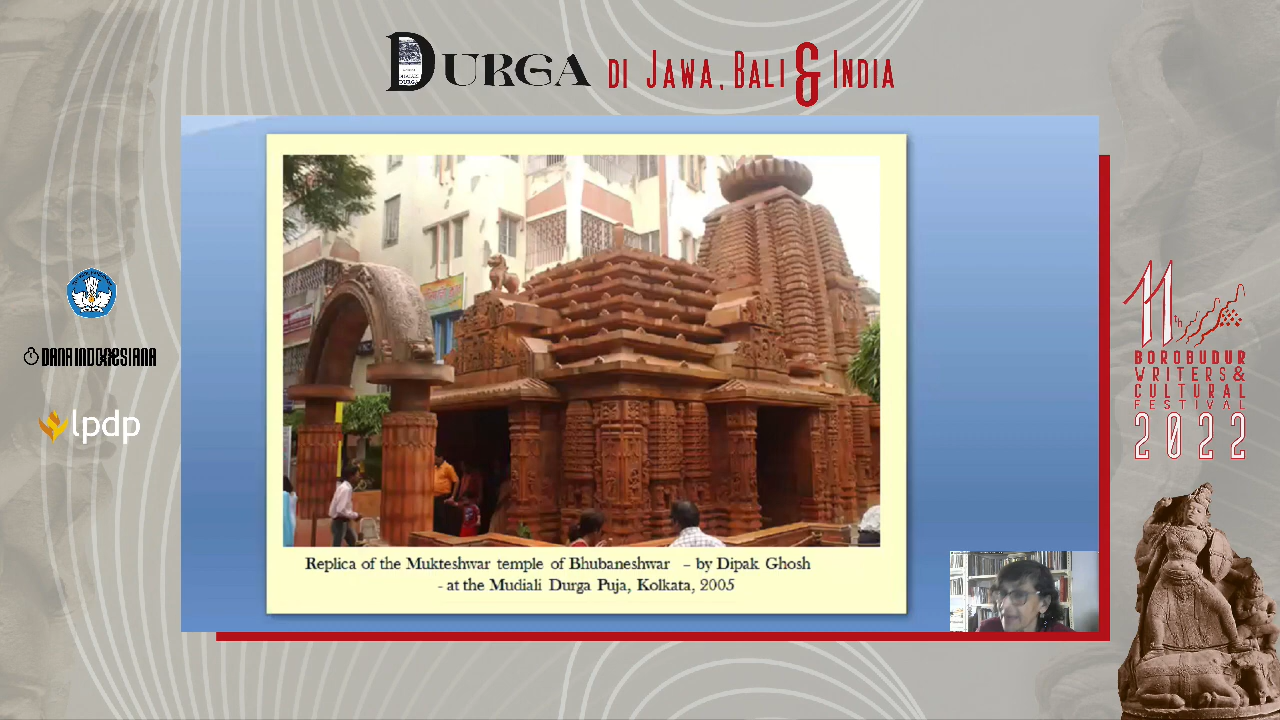 DURGA DI JAWA, BALI & INDIA
Replica of the Mukteshwar temple of Bhubaneshwar – by Dipak Ghosh
- at the Mudiali Durga Puja, Kolkata, 2005
DANA INDONESIANA
lpdp
11th
BOROBUDUR
WRITERS&
CULTURAL
FESTIVAL
2022